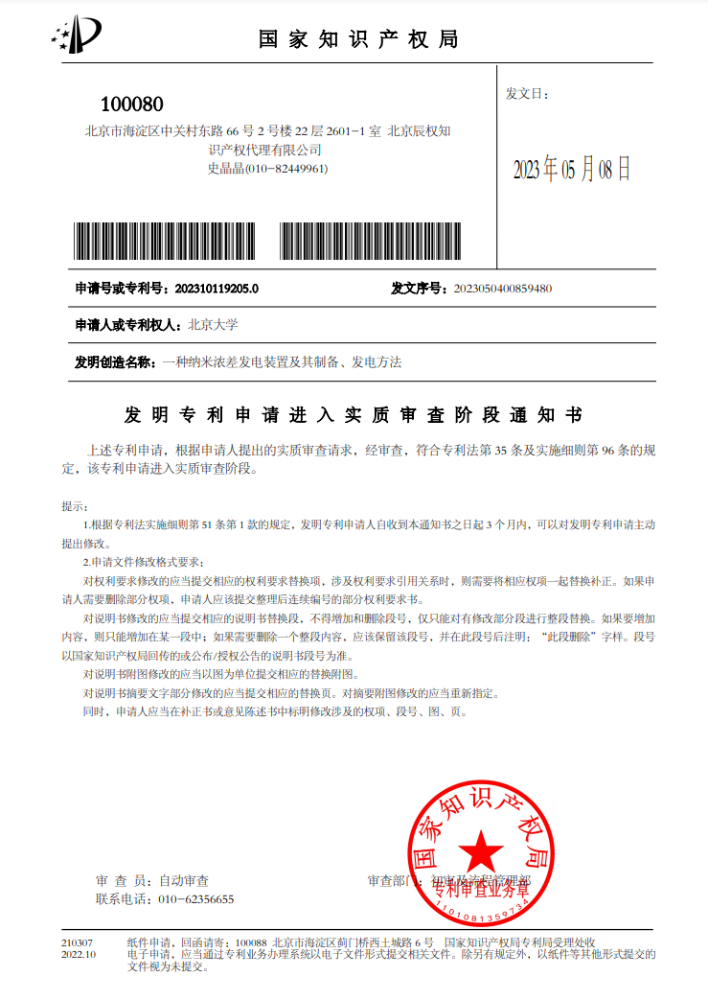 国家知识产权局
100080
北京市海淀区中关村东路 66 号 2 号楼 22 层 2601-1 室 北京辰权知
识产权代理有限公司
史晶晶(010-82449961)
发文日：
2023 年 05 月 08 日
申请号或专利号：202310119205.0
发文序号：2023050400859480
申请人或专利权人：北京大学
发明创造名称：一种纳米浓差发电装置及其制备、发电方法
发明专利申请进入实质审查阶段通知书
上述专利申请，根据申请人提出的实质审查请求，经审查，符合专利法第 35 条及实施细则第 96 条的规
定，该专利申请进入实质审查阶段。
提示：
1.根据专利法实施细则第 51 条第 1 款的规定，发明专利申请人自收到本通知书之日起 3 个月内，可以对发明专利申请主动
提出修改。
2.申请文件修改格式要求：
对权利要求修改的应当提交相应的权利要求替换项，涉及权利要求引用关系时，则需要将相应权项一起替换补正。如果申
请人需要删除部分权项，申请人应该提交整理后连续编号的部分权利要求书。
对说明书修改的应当提交相应的说明书替换段，不得增加和删除段号，仅只能对有修改部分段进行整段替换。如果要增加
内容，则只能增加在某一段中；如果需要删除一个整段内容，应该保留该段号，并在此段号后注明：“此段删除”字样。段号
以国家知识产权局回传的或公布/授权公告的说明书段号为准。
对说明书附图修改的应当以图为单位提交相应的替换附图。
对说明书摘要文字部分修改的应当提交相应的替换页。对摘要附图修改的应当重新指定。
同时，申请人应当在补正书或意见陈述书中标明修改涉及的权项、段号、图、页。
审查员：自动审查
联系电话：010-62356655
审查部门：初审及流程管理部
国家知识产权局
专利审查业务章
1101081359734
210307
2022.10
纸件申请，回函请寄：100088 北京市海淀区蓟门桥西土城路 6 号 国家知识产权局专利局受理处收
电子申请，应当通过专利业务办理系统以电子文件形式提交相关文件。除另有规定外，以纸件等其他形式提交的
文件视为未提交。